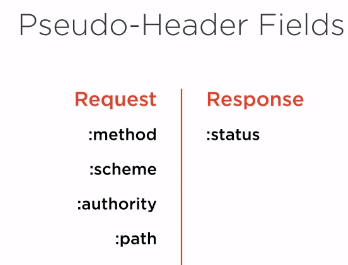 Pseudo-Header Fields
Request
:method
:scheme
:authority
:path
Response
:status